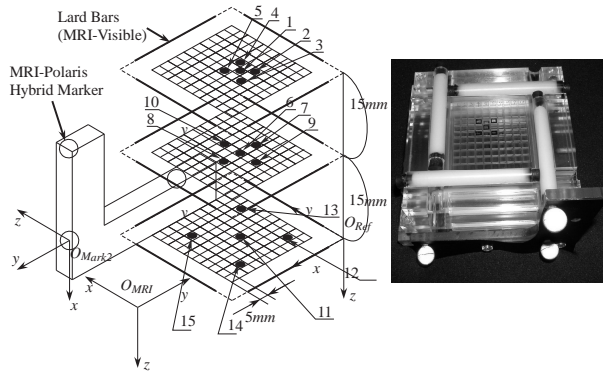 Lard Bars
(MRI-Visible)
5 4 1
2
3
MRI-Polaris
Hybrid Marker
10
8
y
6
7
9
15mm
15mm
z
y
O_Mark2
x
y
y
13
O_Ref
x
12
z
x
O_MRI
y
5mm
15 14 11
z